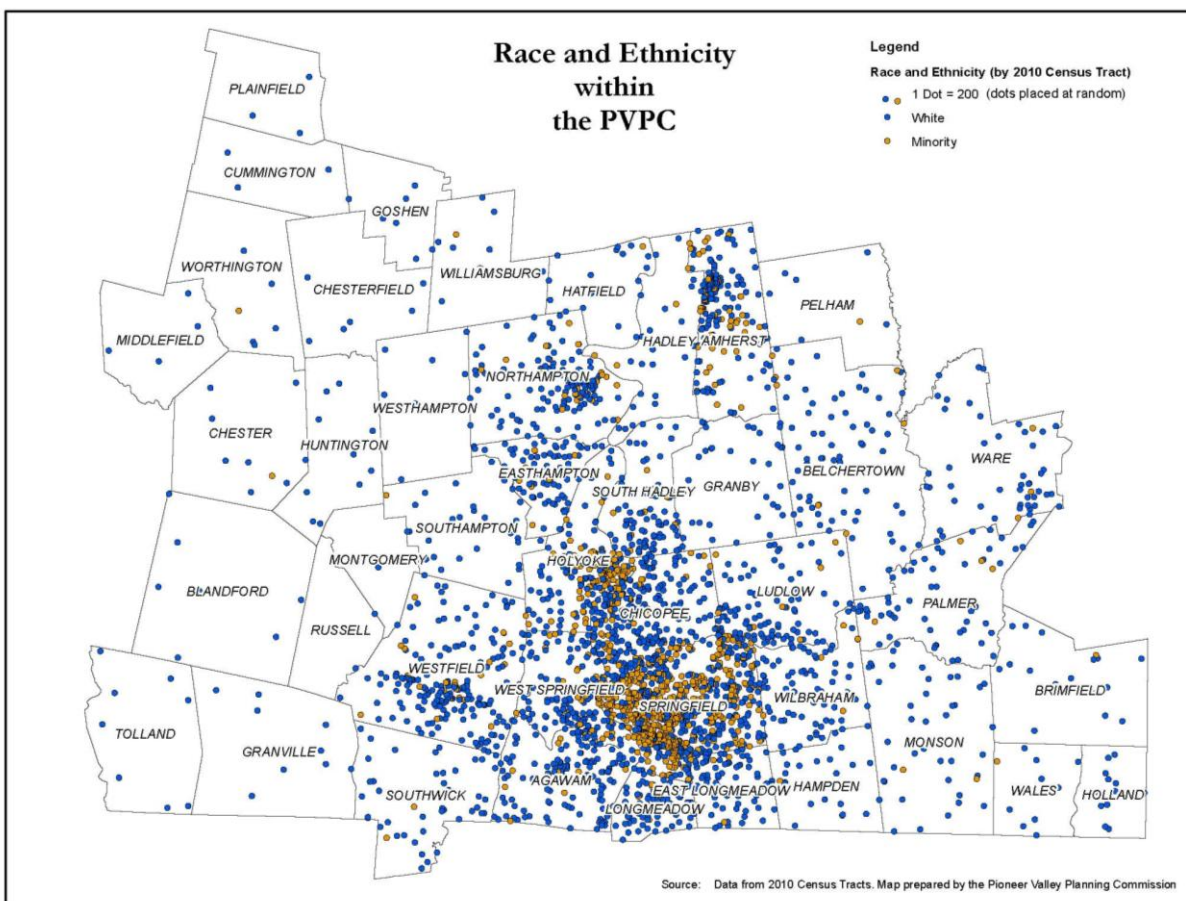 Race and Ethnicity
within
the PVPC
Legend
Race and Ethnicity (by 2010 Census Tract)
1 Dot = 200 (dots placed at random)
White
Minority
PLAINFIELD
CUMMINGTON
GOSHEN
WORTHINGTON
CHESTERFIELD
WILLIAMSBURG
HATFIELD
PELHAM
MIDDLEFIELD
HADLEY
AMHERST
NORTHAMPTON
WESTHAMPTON
CHESTER
HUNTINGTON
EASTHAMPTON
SOUTH HADLEY
GRANBY
BELCHERTOWN
WARE
SOUTHAMPTON
MONTGOMERY
HOLYOKE
BLANDFORD
LUDLOW
CHICOPEE
PALMER
RUSSELL
WESTFIELD
WEST SPRINGFIELD
SPRINGFIELD
WILBRAHAM
BRIMFIELD
TOLLAND
GRANVILLE
MONSON
AGAWAM
SOUTHWICK
EAST LONGMEADOW
HAMPDEN
LONGMEADOW
WALES
HOLLAND
Source: Data from 2010 Census Tracts. Map prepared by the Pioneer Valley Planning Commission